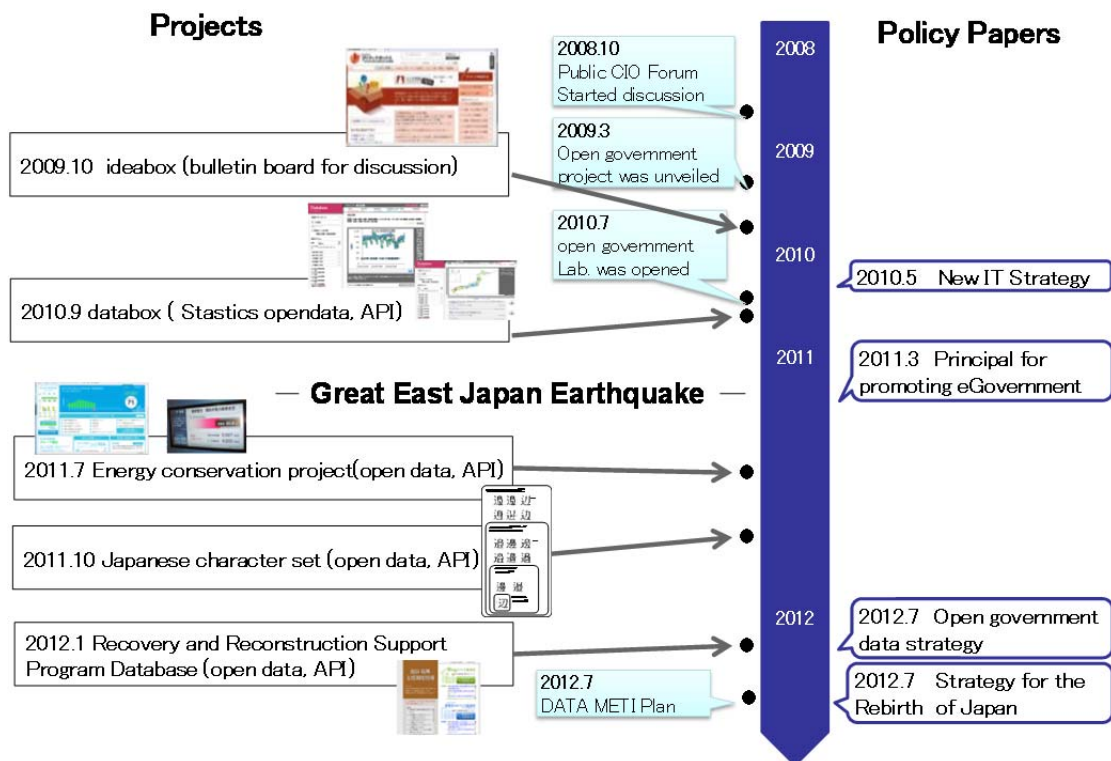 Projects
Policy Papers
2008
2008.10
Public CIO Forum
Started discussion
2009.3
Open government
project was unveiled
2009
2009.10 ideabox (bulletin board for discussion)
2010.7
open government
Lab. was opened
2010
2010.5 New IT Strategy
2010.9 databox ( Stastics opendata, API)
2011
2011.3 Principal for
promoting eGovernment
— Great East Japan Earthquake —
71
2011.7 Energy conservation project(open data, API)
2011.10 Japanese character set (open data, API)
辺
2012
2012.1 Recovery and Reconstruction Support
Program Database (open data, API)
2012.7 Open government
data strategy
2012.7
DATA METI Plan
2012.7 Strategy for the
Rebirth of Japan